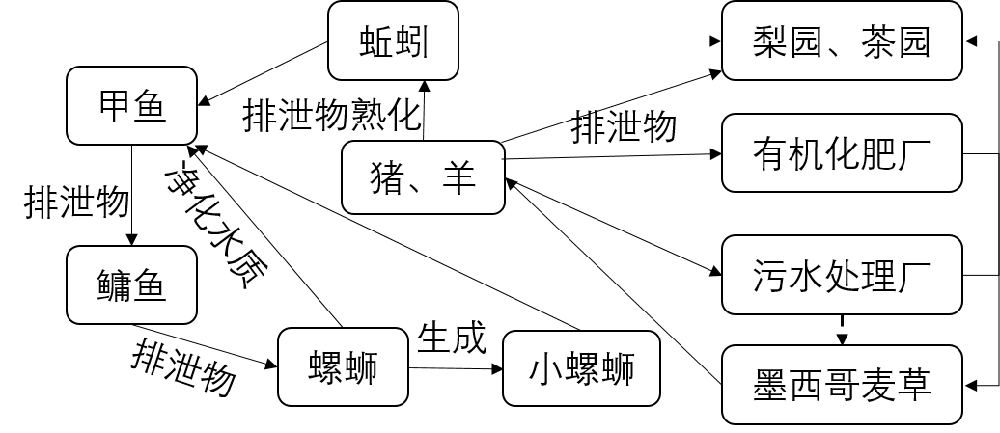 蚯蚓
梨园、茶园
甲鱼
排泄物熟化
排泄物
有机化肥厂
猪、羊
净化水质
排泄物
鳙鱼
污水处理厂
排泄物
生成
螺蛳
小螺蛳
墨西哥麦草